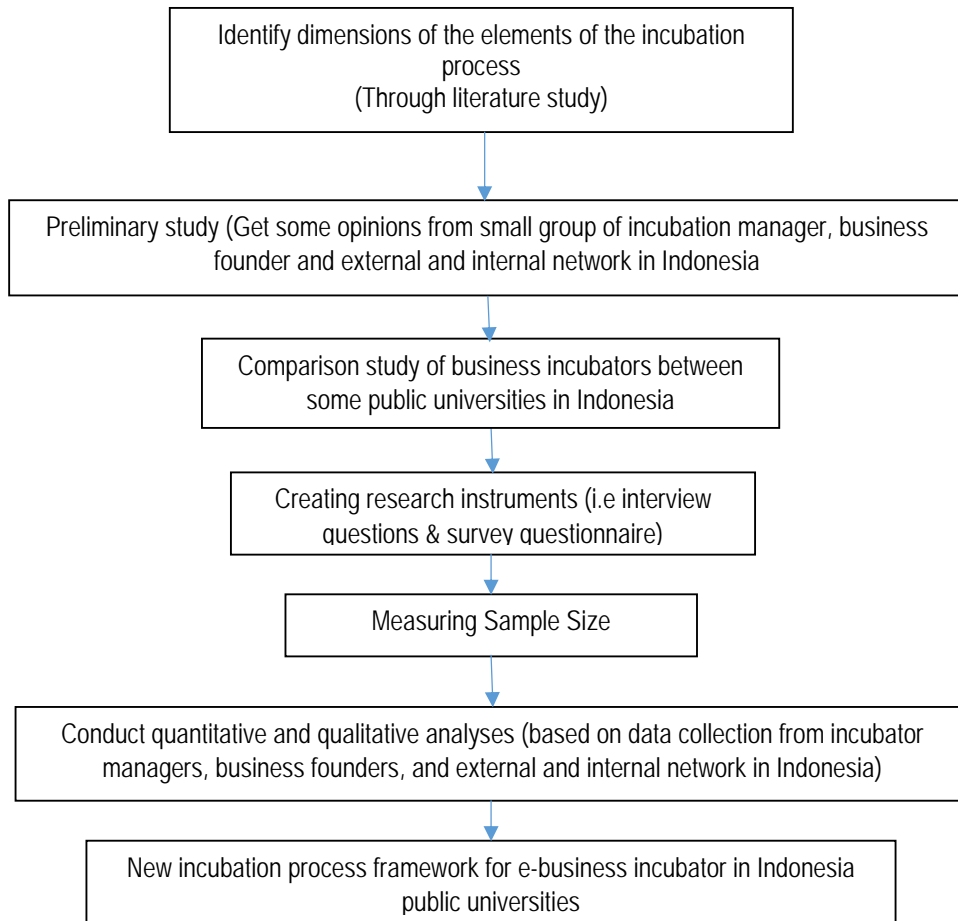 Identify dimensions of the elements of the incubation
process
(Through literature study)
Preliminary study (Get some opinions from small group of incubation manager, business
founder and external and internal network in Indonesia
Comparison study of business incubators between
some public universities in Indonesia
Creating research instruments (i.e interview
questions & survey questionnaire)
Measuring Sample Size
Conduct quantitative and qualitative analyses (based on data collection from incubator
managers, business founders, and external and internal network in Indonesia)
New incubation process framework for e-business incubator in Indonesia
public universities